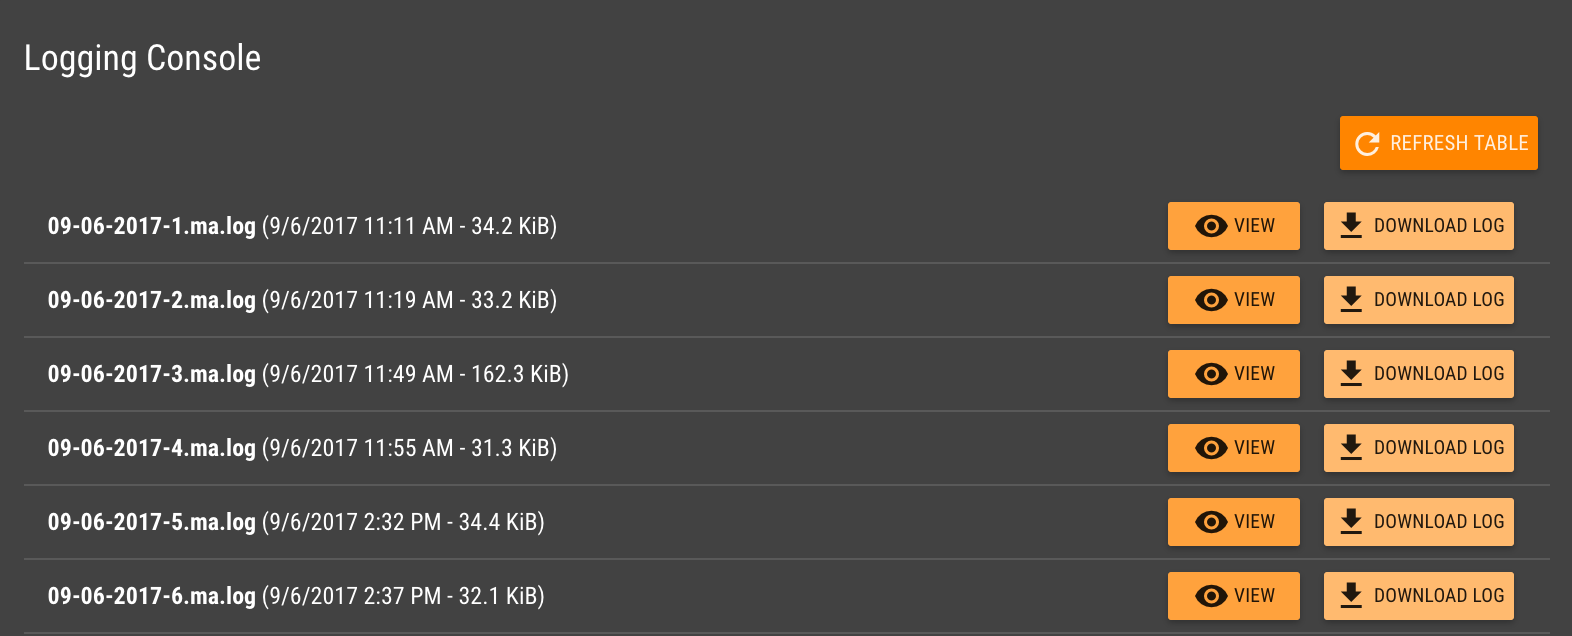 Logging Console
REFRESH TABLE
09-06-2017-1.ma.log (9/6/2017 11:11 AM - 34.2 KiB) VIEW DOWNLOAD LOG
09-06-2017-2.ma.log (9/6/2017 11:19 AM - 33.2 KiB) VIEW DOWNLOAD LOG
09-06-2017-3.ma.log (9/6/2017 11:49 AM - 162.3 KiB) VIEW DOWNLOAD LOG
09-06-2017-4.ma.log (9/6/2017 11:55 AM - 31.3 KiB) VIEW DOWNLOAD LOG
09-06-2017-5.ma.log (9/6/2017 2:32 PM - 34.4 KiB) VIEW DOWNLOAD LOG
09-06-2017-6.ma.log (9/6/2017 2:37 PM - 32.1 KiB) VIEW DOWNLOAD LOG